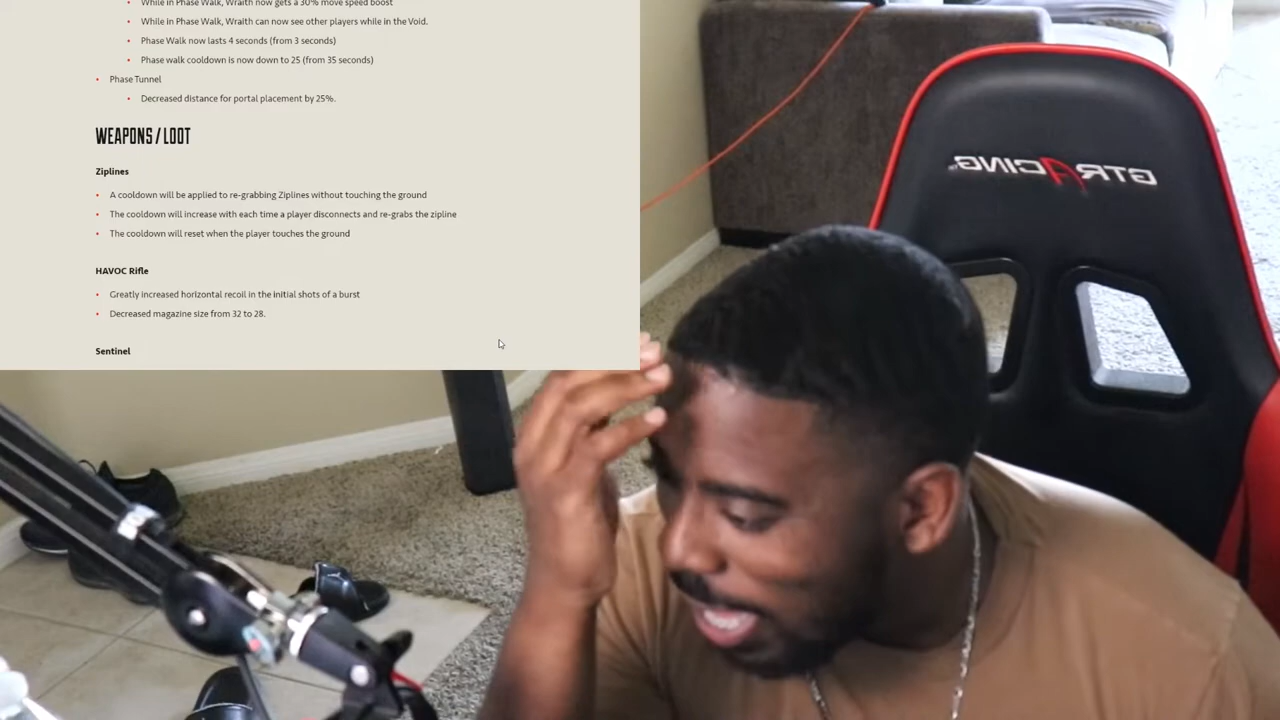 While in Phase Walk, Wraith now gets a 30% move speed boost
While in Phase Walk, Wraith can now see other players while in the Void.
Phase Walk now lasts 4 seconds (from 3 seconds)
Phase walk cooldown is now down to 25 (from 35 seconds)
Phase Tunnel
Decreased distance for portal placement by 25%.
WEAPONS / LOOT
Ziplines
A cooldown will be applied to re-grabbing Ziplines without touching the ground
The cooldown will increase with each time a player disconnects and re-grabs the zipline
The cooldown will reset when the player touches the ground
HAVOC Rifle
Greatly increased horizontal recoil in the initial shots of a burst
Decreased magazine size from 32 to 28.
Sentinel
GTRACING